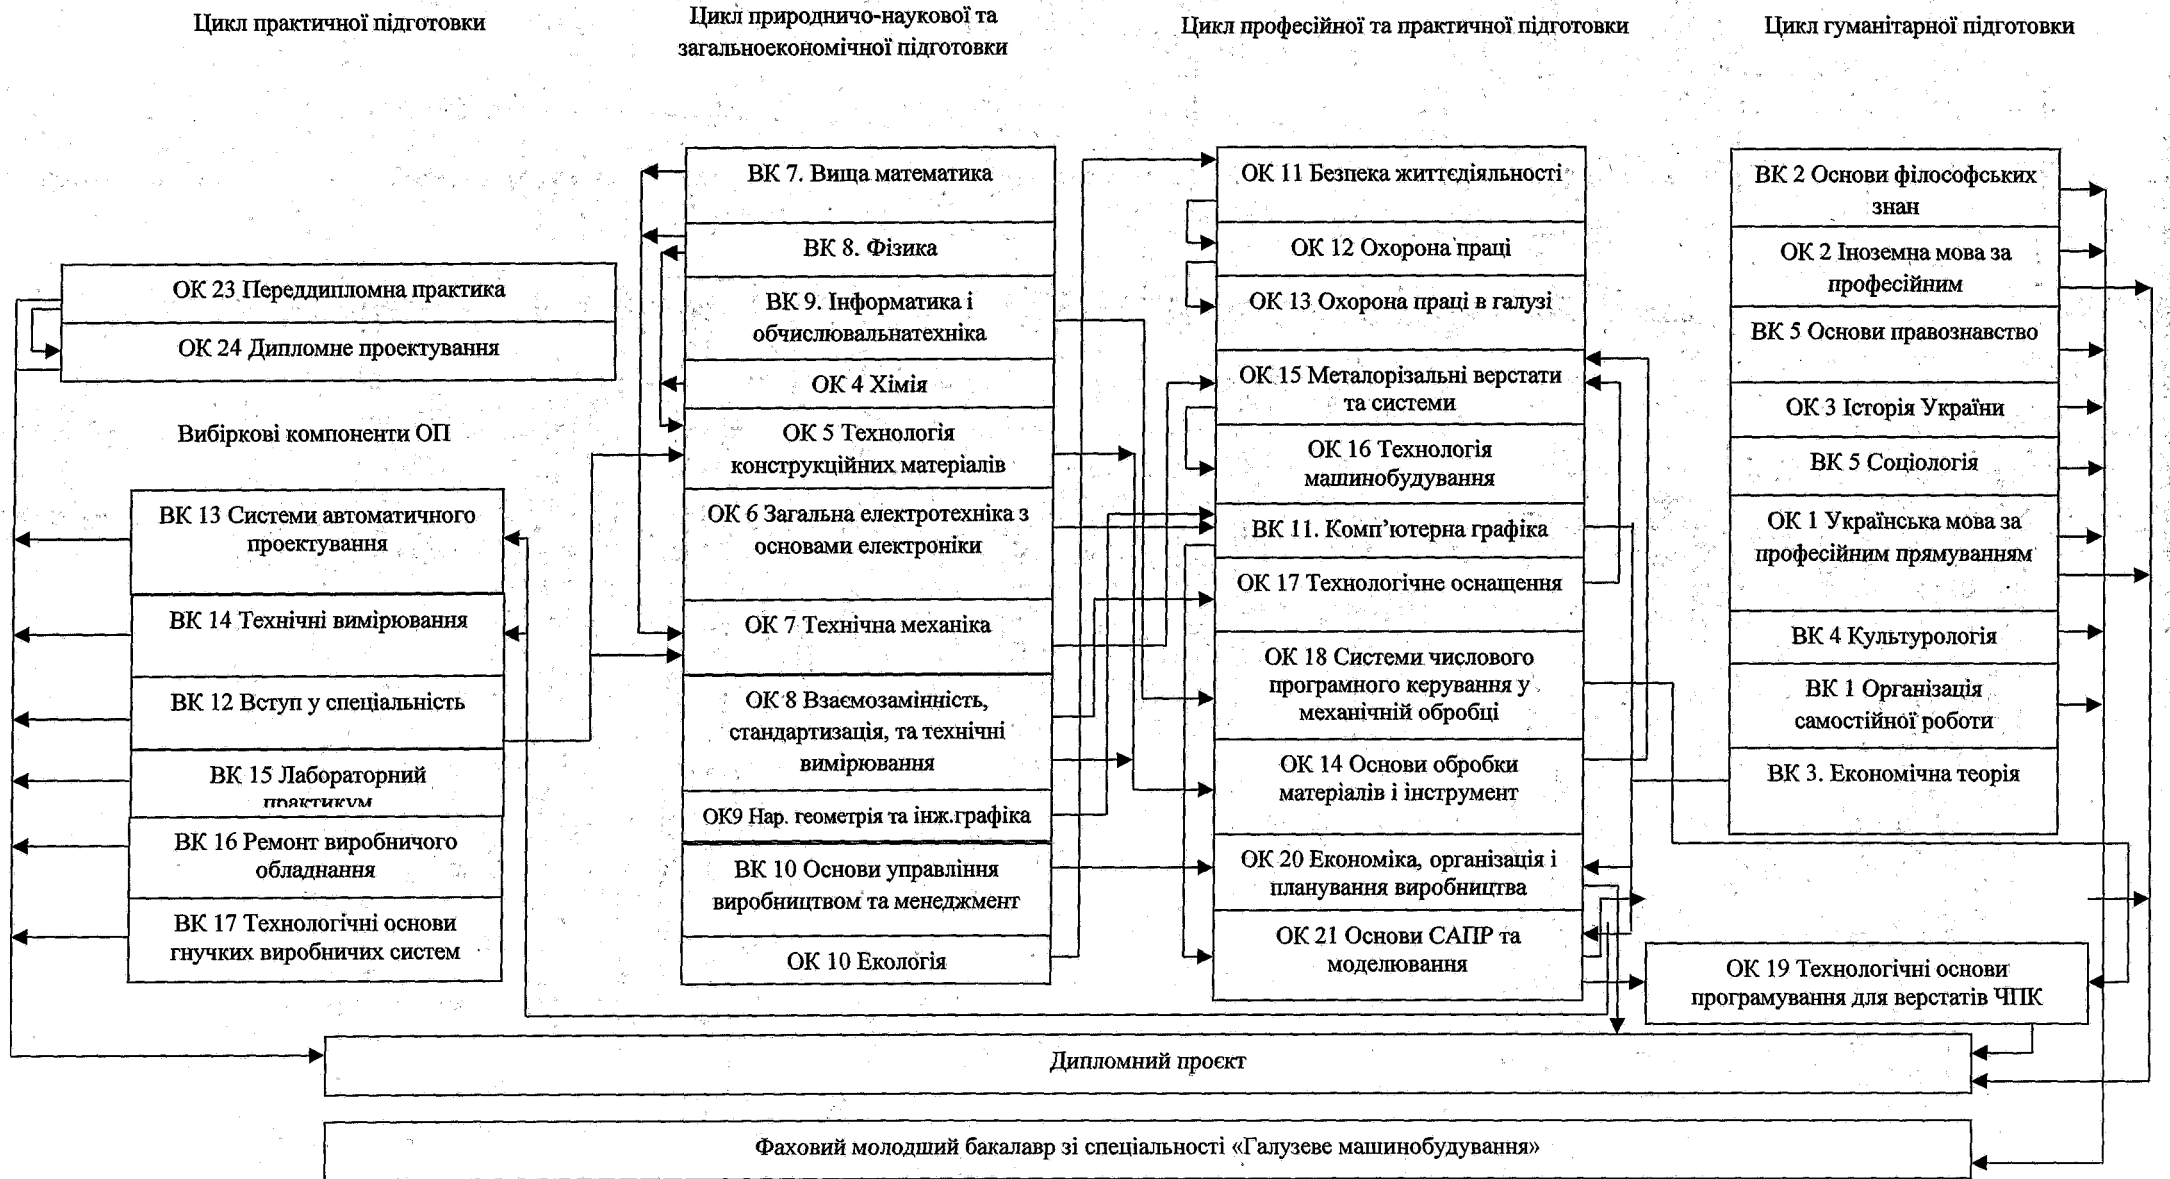 Цикл практичної підготовки
Цикл природничо-наукової та
загальноекономічної підготовки
Цикл професійної та практичної підготовки
Цикл гуманітарної підготовки
ОК 23 Переддипломна практика
ОК 24 Дипломне проектування
Вибіркові компоненти ОП
ВК 13 Системи автоматичного
проектування
ВК 14 Технічні вимірювання
ВК 12 Вступ у спеціальність
ВК 15 Лабораторний
практикум
ВК 16 Ремонт виробничого
обладнання
ВК 17 Технологічні основи
гнучких виробничих систем
ВК 7. Вища математика
ВК 8. Фізика
ВК 9. Інформатика і
обчислювальнатехніка
ОК 4 Хімія
ОК 5 Технологія
конструкційних матеріалів
ОК 6 Загальна електротехніка з
основами електроніки
ОК 7 Технічна механіка
ОК 8 Взаємозамінність,
стандартизація, та технічні
вимірювання
ОК9 Нар. геометрія та інж.графіка
ВК 10 Основи управління
виробництвом та менеджмент
ОК 10 Екологія
ОК 11 Безпека життєдіяльності
ОК 12 Охорона праці
ОК 13 Охорона праці в галузі
ОК 15 Металорізальні верстати
та системи
ОК 16 Технологія
машинобудування
ВК 11. Комп’ютерна графіка
ОК 17 Технологічне оснащення
ОК 18 Системи числового
програмного керування у
механічній обробці
ОК 14 Основи обробки
матеріалів і інструмент
ОК 20 Економіка, організація і
планування виробництва
ОК 21 Основи САПР та
моделювання
ВК 2 Основи філософських
знан
ОК 2 Іноземна мова за
професійним
ВК 5 Основи правознавство
ОК 3 Історія України
ВК 5 Соціологія
ОК 1 Українська мова за
професійним прямуванням
ВК 4 Культурологія
ВК 1 Організація
самостійної роботи
ВК 3. Економічна теорія
ОК 19 Технологічні основи
програмування для верстатів ЧПК
Дипломний проєкт
Фаховий молодший бакалавр зі спеціальності «Галузеве машинобудування»